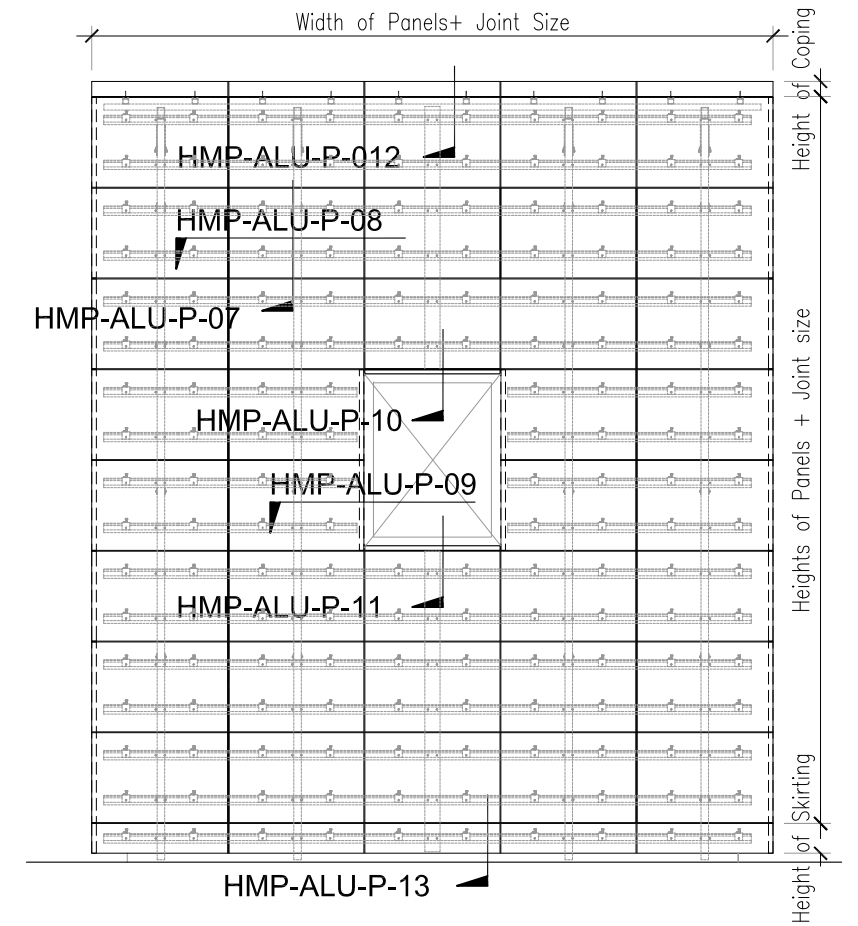 Width of Panels+ Joint Size
Height of Coping
HMP-ALU-P-012
HMP-ALU-P-08
HMP-ALU-P-07
Heights of Panels + Joint size
HMP-ALU-P-10
HMP-ALU-P-09
HMP-ALU-P-11
Height of Skirting
HMP-ALU-P-13